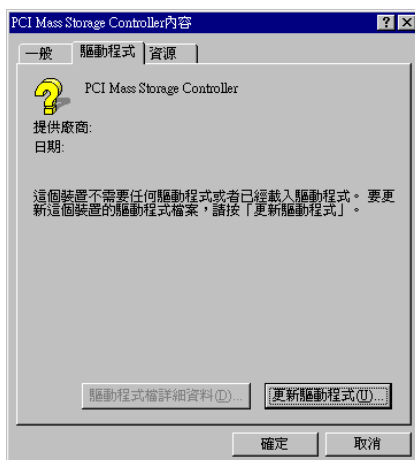 PCI Mass Storage Controller內容
一般
驅動程式
資源
PCI Mass Storage Controller
提供廠商:
日期:
這個裝置不需要任何驅動程式或者已經載入驅動程式。 要更
新這個裝置的驅動程式檔案，請按「更新驅動程式」。
驅動程式檔詳細資料(D)...
更新驅動程式(U)...
確定
取消